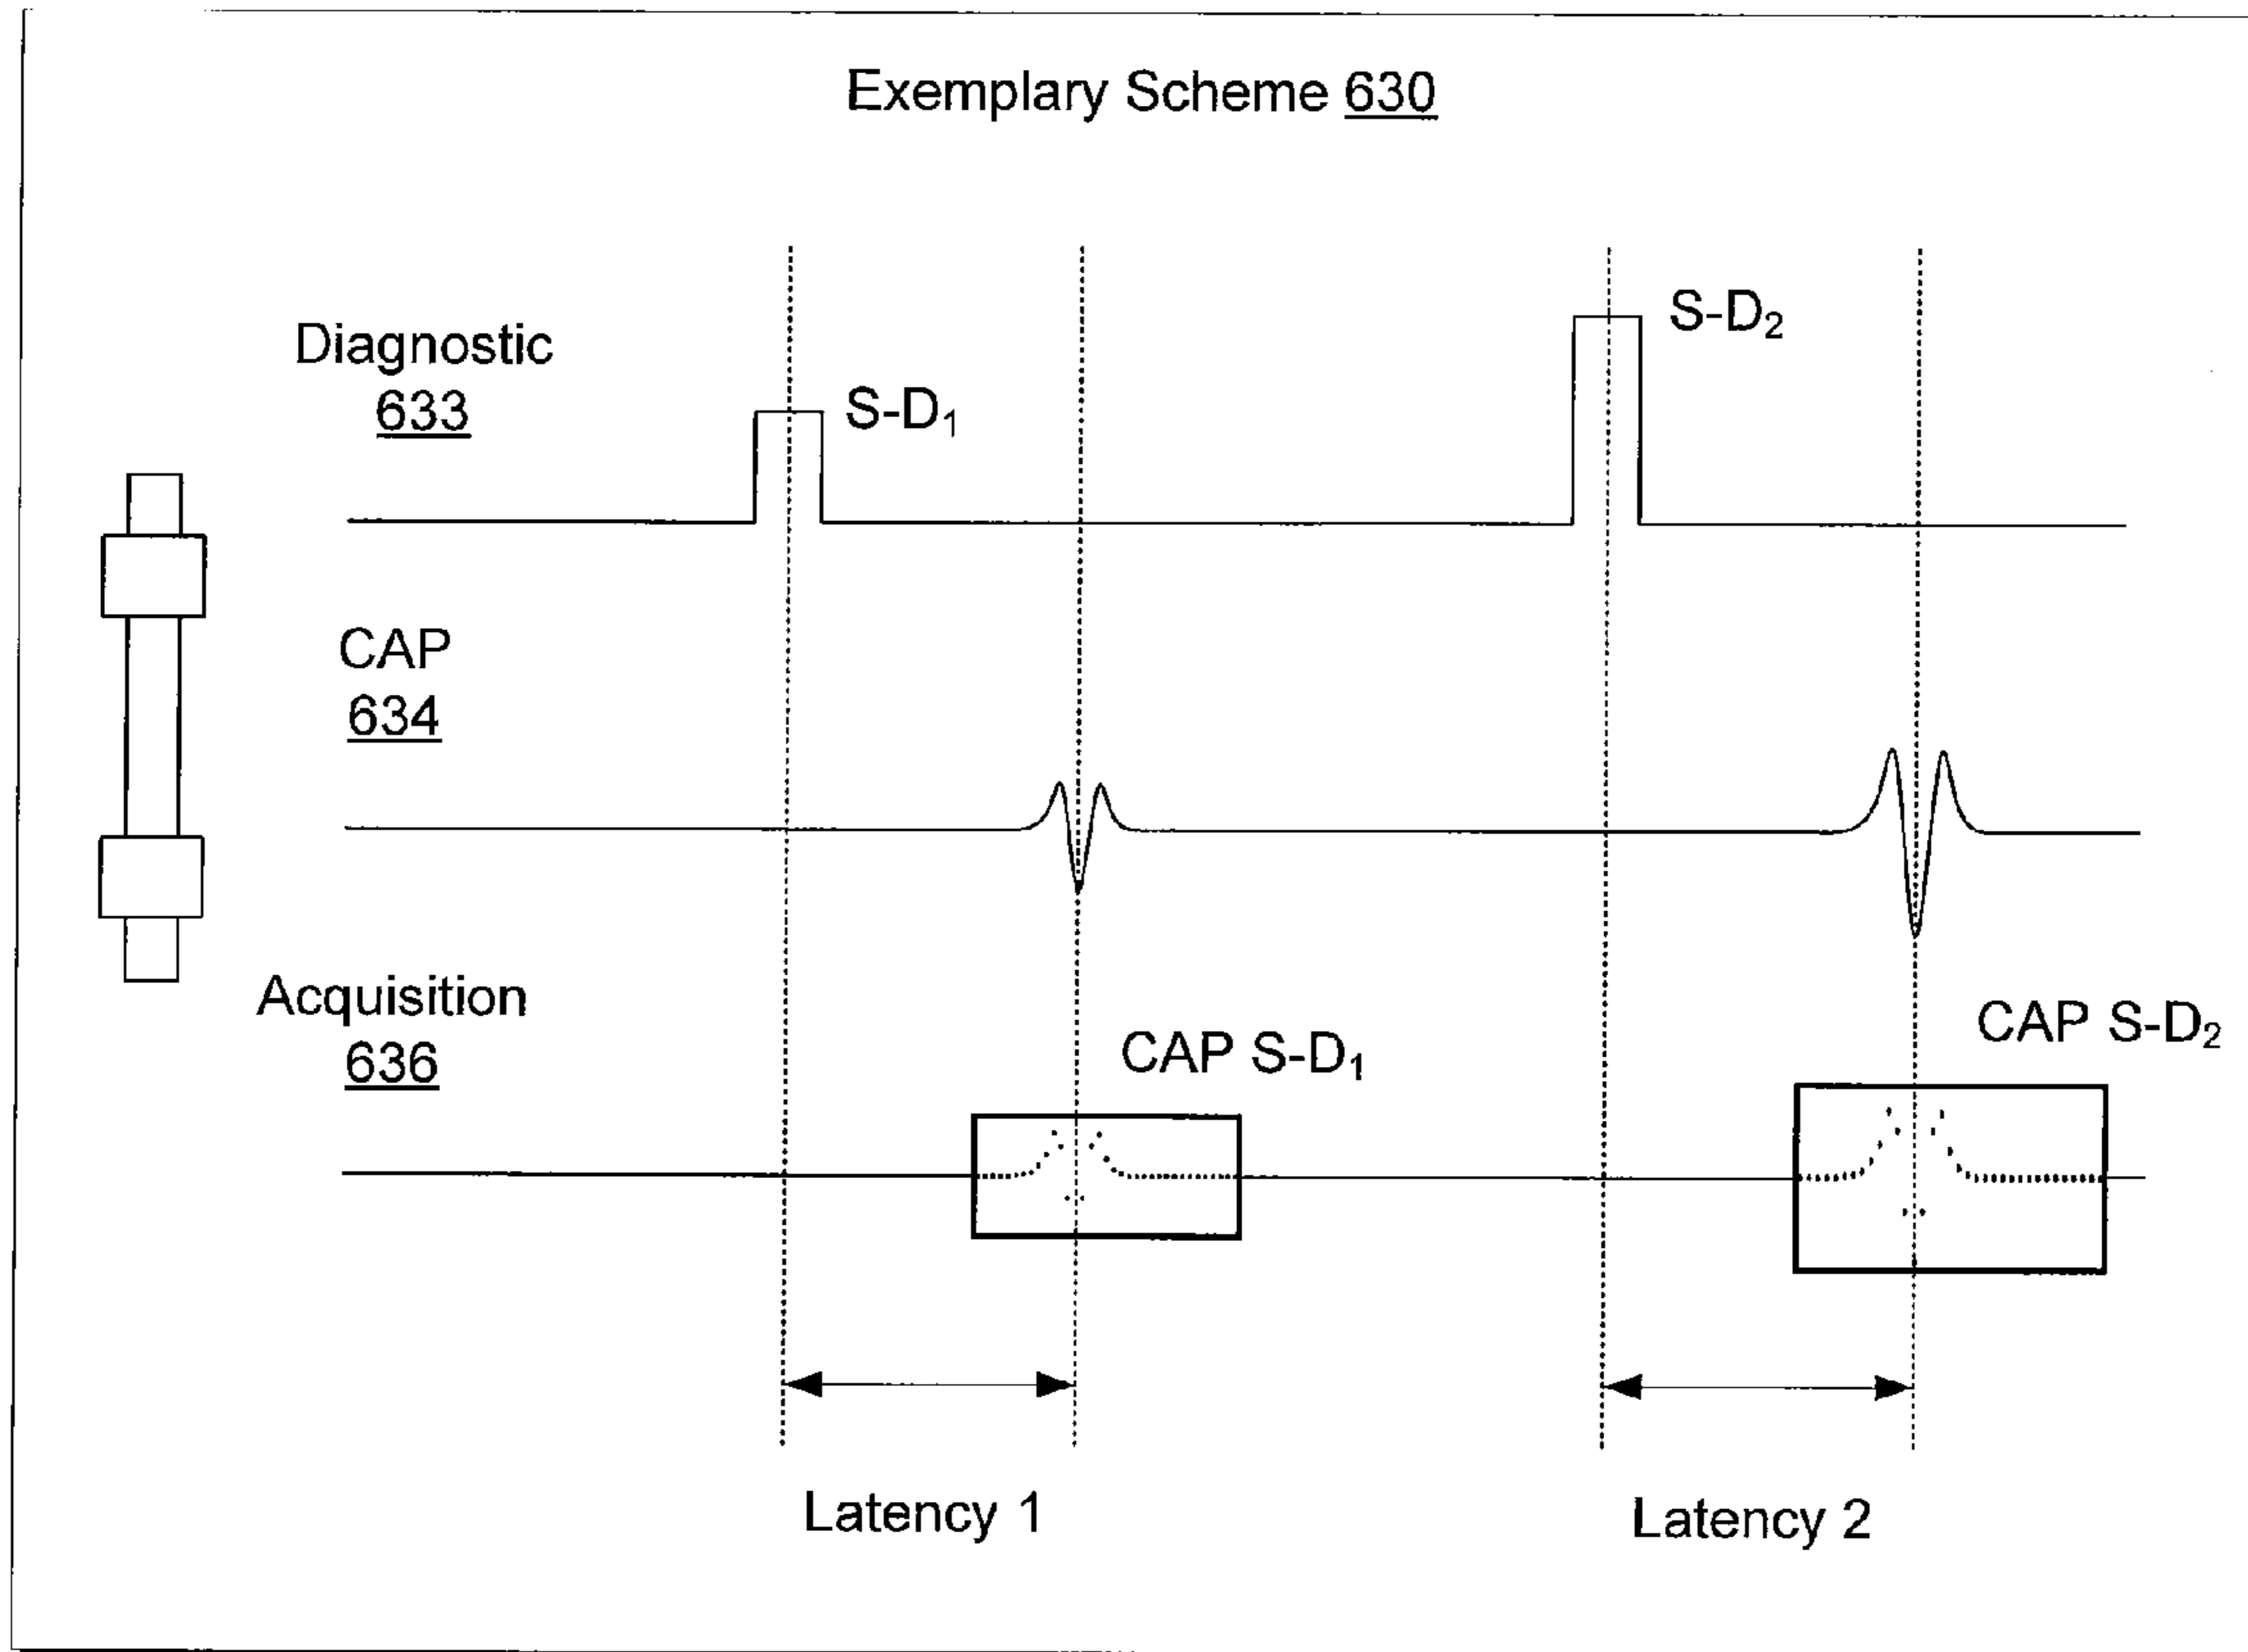 Exemplary Scheme 630
S-D₂
Diagnostic
633
S-D₁
CAP
634
Acquisition
636
CAP S-D₁
CAP S-D₂
Latency 1
Latency 2